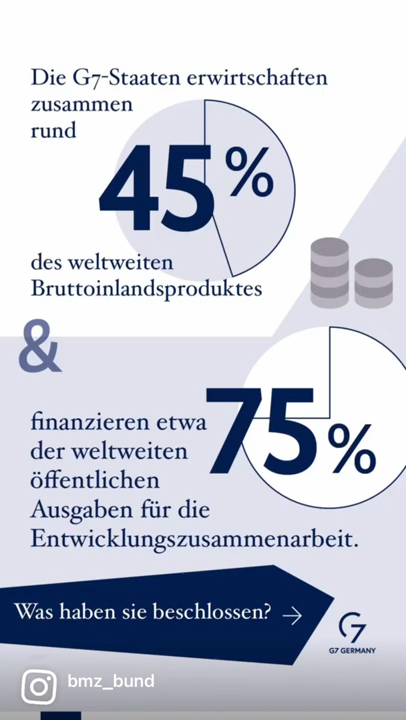 Die G7-Staaten erwirtschaften
zusammen
rund
45 %
des weltweiten
Bruttoinlandsproduktes
&
finanzieren etwa
75 %
der weltweiten
öffentlichen
Ausgaben für die
Entwicklungszusammenarbeit.
Was haben sie beschlossen? →
G7
G7 GERMANY
bmz_bund